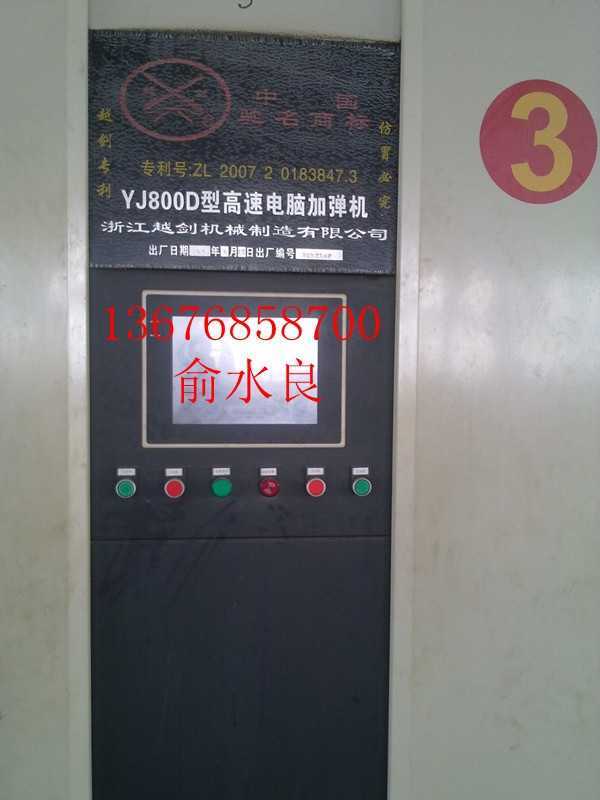 中国
驰名商标
越剑专利
仿冒必究
专利号:ZL 2007 2 0183847.3
YJ800D型高速电脑加弹机
浙江越剑机械制造有限公司
出厂日期 年 月 日出厂编号
3
13676858700
俞水良